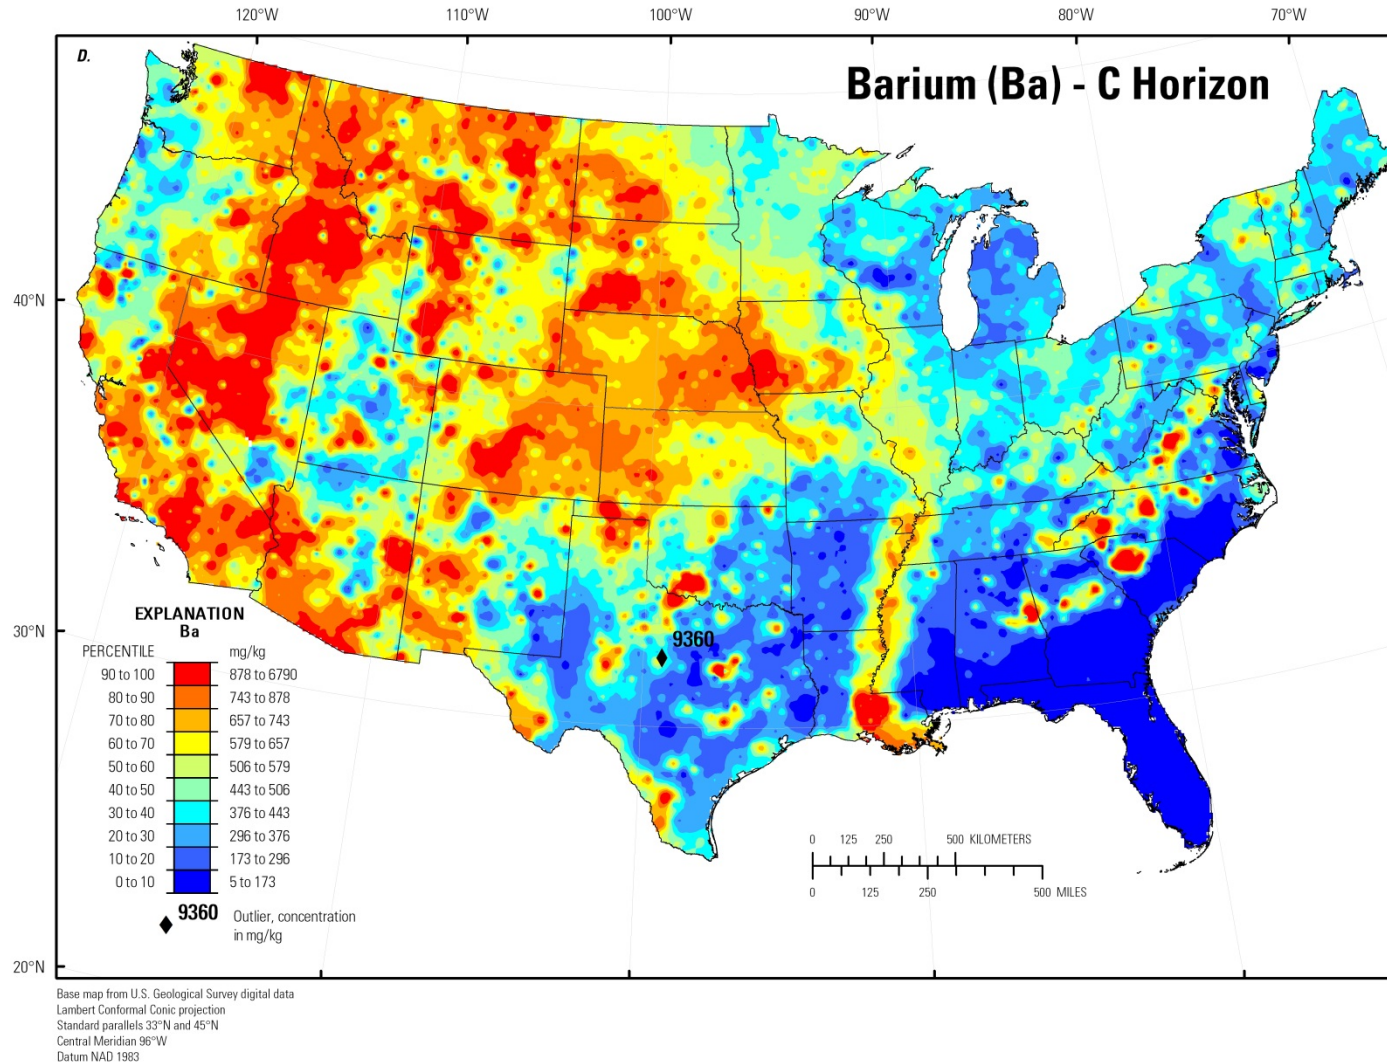 120°W 110°W 100°W 90°W 80°W 70°W
D.
Barium (Ba) - C Horizon
40°N
30°N
20°N
9360
EXPLANATION
Ba
PERCENTILE mg/kg
90 to 100 878 to 6790
80 to 90 743 to 878
70 to 80 657 to 743
60 to 70 579 to 657
50 to 60 506 to 579
40 to 50 443 to 506
30 to 40 376 to 443
20 to 30 296 to 376
10 to 20 173 to 296
0 to 10 5 to 173
9360 Outlier, concentration
in mg/kg
0 125 250 500 KILOMETERS
0 125 250 500 MILES
Base map from U.S. Geological Survey digital data
Lambert Conformal Conic projection
Standard parallels 33°N and 45°N
Central Meridian 96°W
Datum NAD 1983